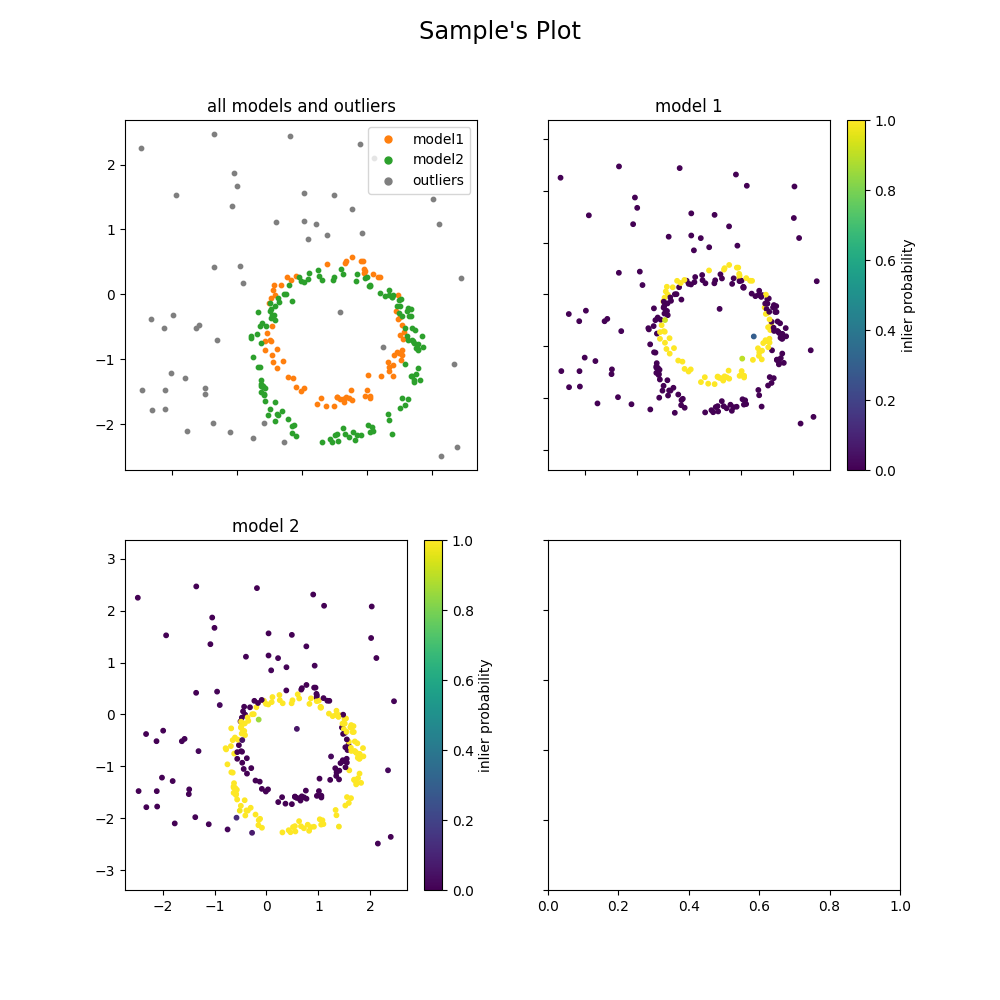 Sample's Plot
all models and outliers
model 1
model1
model2
outliers
2
1
0
−1
−2
1.0
0.8
0.6
0.4
0.2
0.0
inlier probability
model 2
3
2
1
0
−1
−2
−3
−2 −1 0 1 2
1.0
0.8
0.6
0.4
0.2
0.0
inlier probability
0.0 0.2 0.4 0.6 0.8 1.0